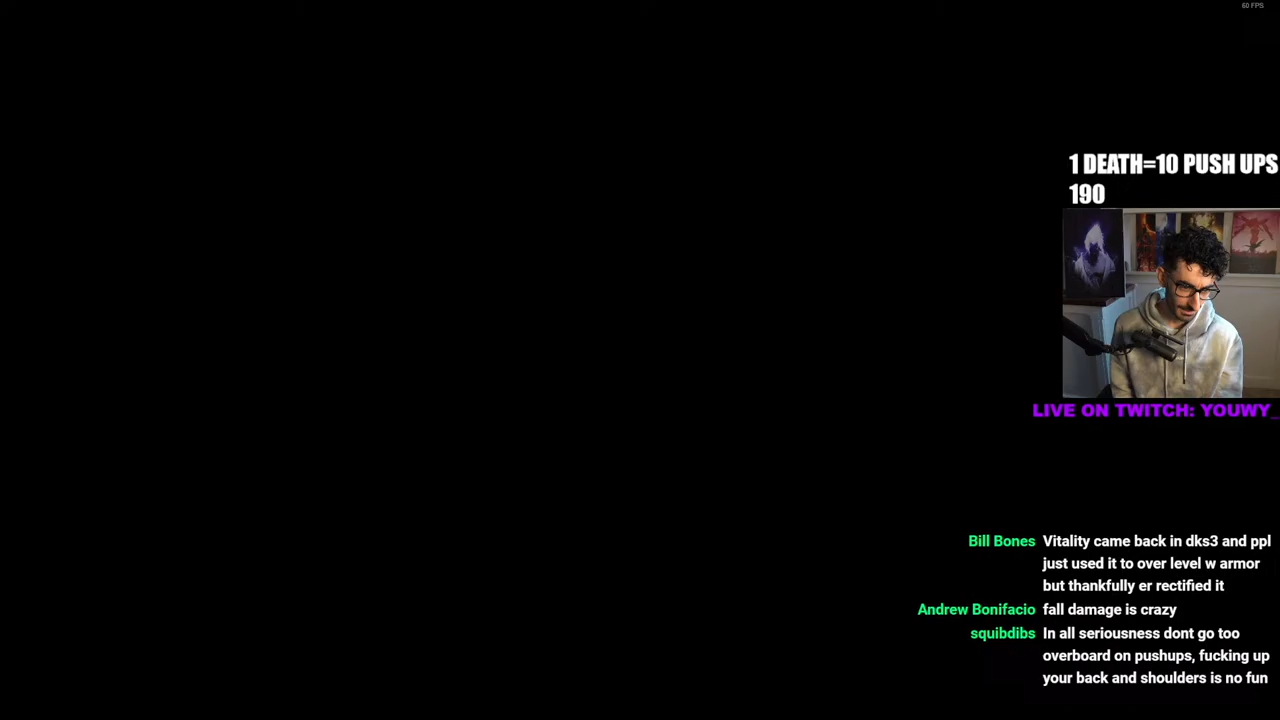 60 FPS
1 DEATH=10 PUSH UPS
190
LIVE ON TWITCH: YOUWY_
Bill Bones Vitality came back in dks3 and ppl
just used it to over level w armor
but thankfully er rectified it
Andrew Bonifacio fall damage is crazy
squibdibs In all seriousness dont go too
overboard on pushups, fucking up
your back and shoulders is no fun